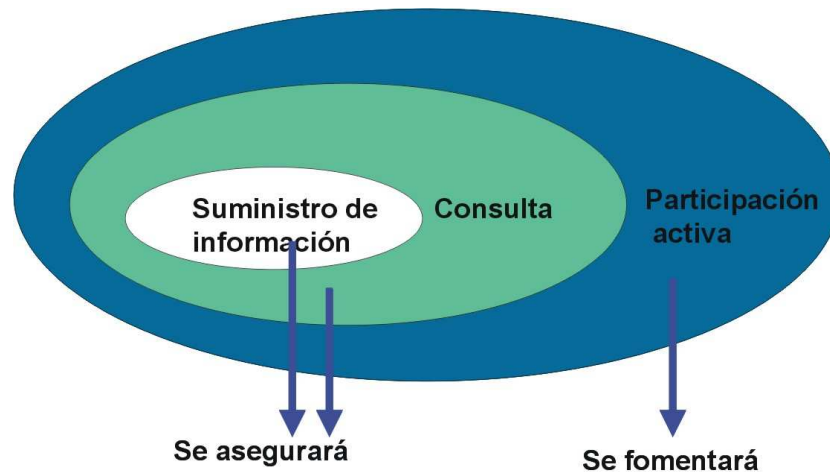 Suministro de
información
Consulta
Participación
activa
Se asegurará
Se fomentará